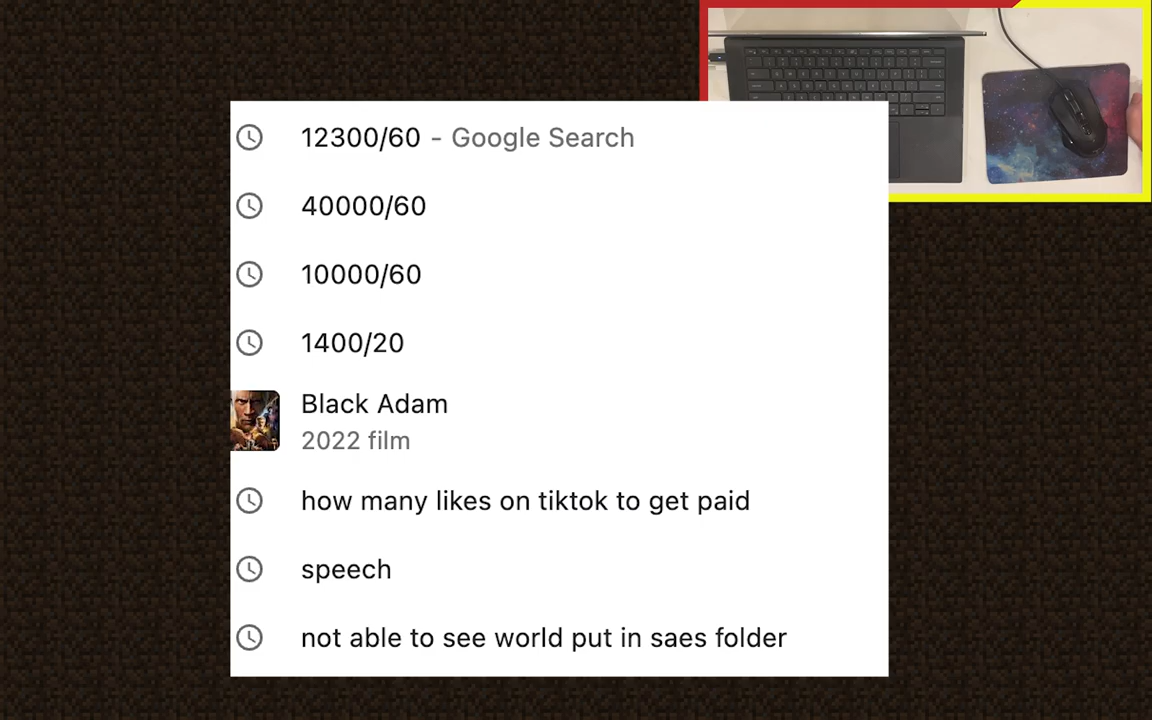 12300/60 - Google Search
40000/60
10000/60
1400/20
Black Adam
2022 film
how many likes on tiktok to get paid
speech
not able to see world put in saes folder